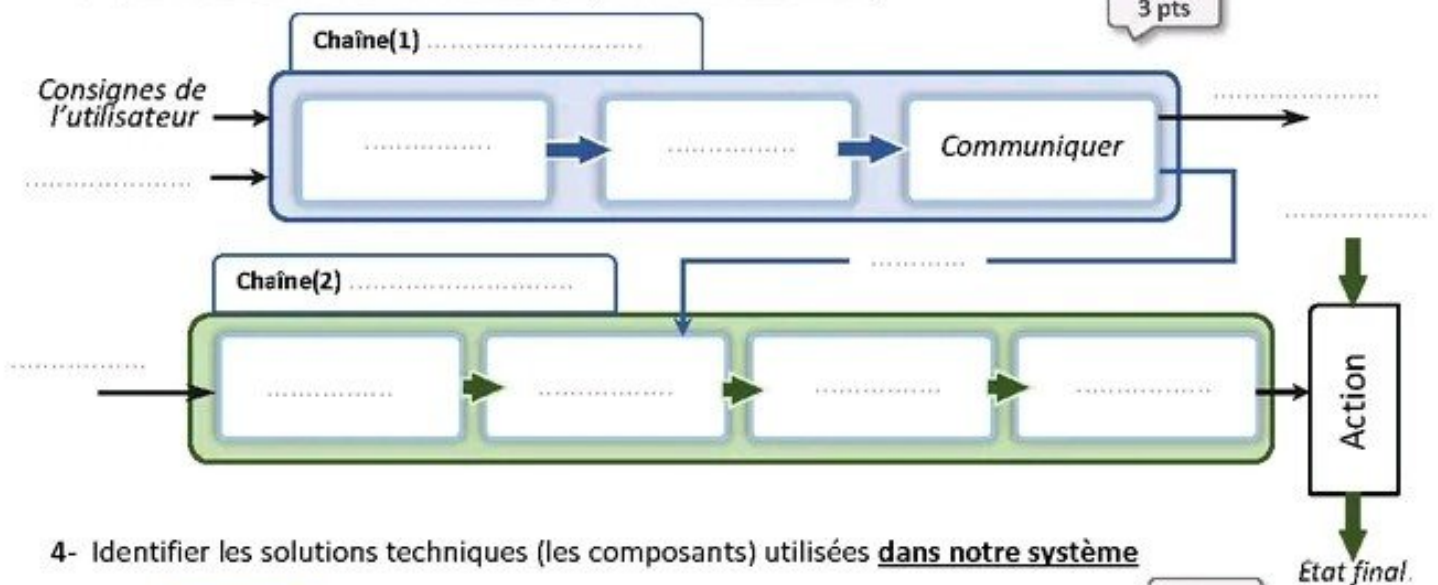 3 pts
Chaîne(1) ...........................
Consignes de
l'utilisateur
....................
....................
...............
...............
Communiquer
....................
.................
............
Chaîne(2) ...........................
................
...............
................
...............
................
Action
4- Identifier les solutions techniques (les composants) utilisées dans notre système
État final.